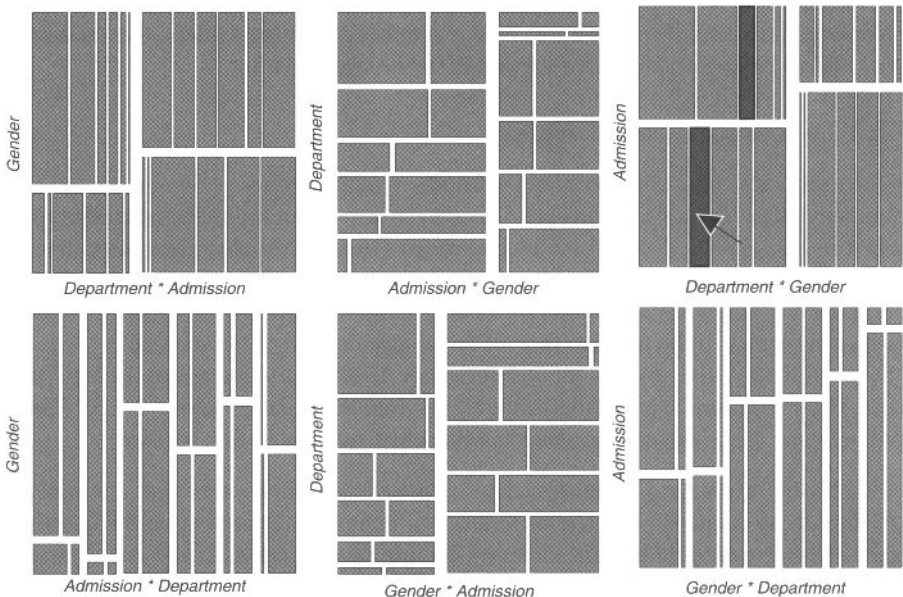 Gender
Department
Admission
Department * Admission
Admission * Gender
Department * Gender
Gender
Department
Admission
Admission * Department
Gender * Admission
Gender * Department